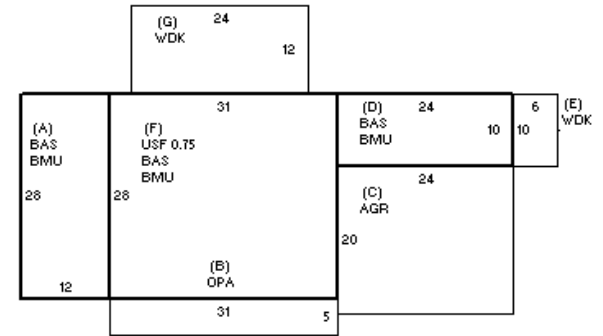 (G)
WDK
24
12
(A)
BAS
BMU
28
12
31
(F)
USF 0.75
BAS
BMU
28
(B)
OPA
31
5
(D)
BAS
BMU
24
10
10
6
(E)
WDK
24
(C)
AGR
20